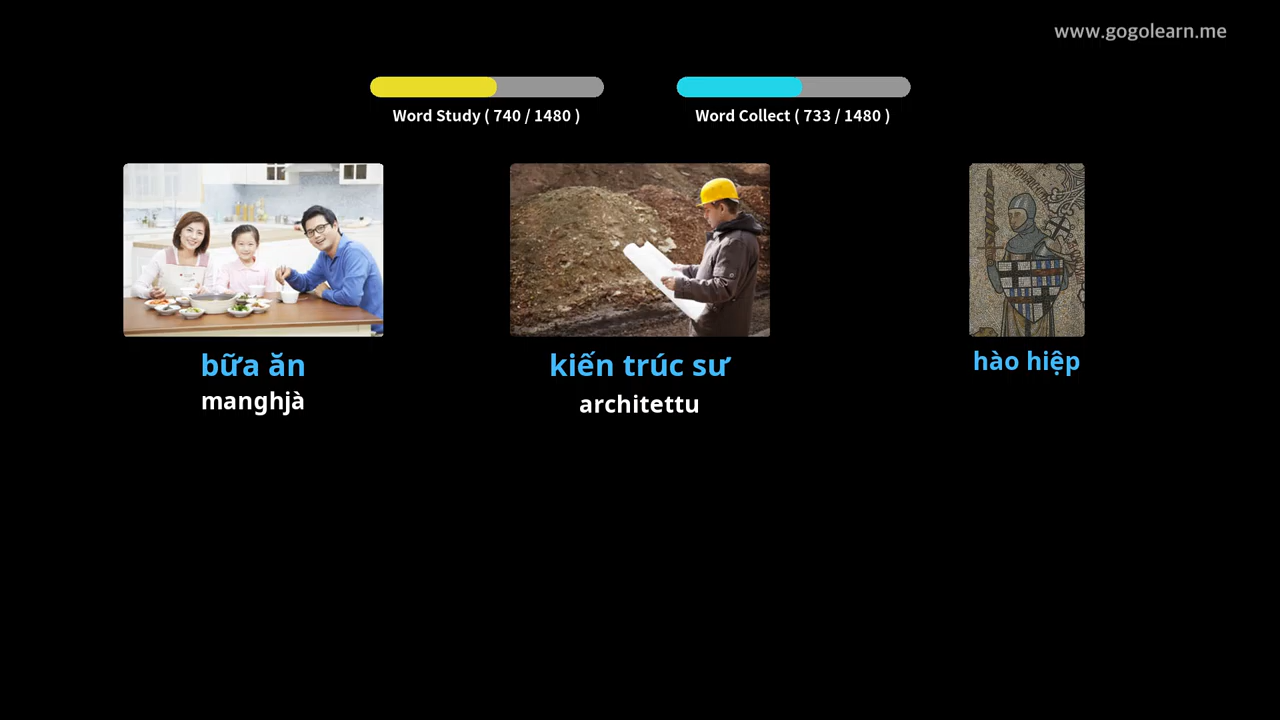 www.gogolearn.me
Word Study ( 740 / 1480 )
Word Collect ( 733 / 1480 )
bữa ăn
manghjà
kiến trúc sư
architettu
hào hiệp